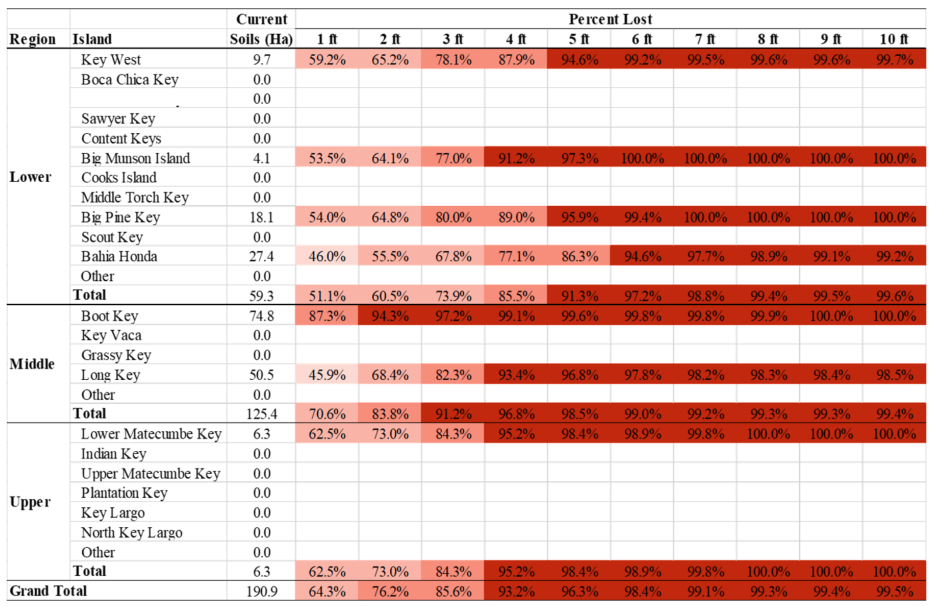 Current Percent Lost
Region Island Soils (Ha) 1 ft 2 ft 3 ft 4 ft 5 ft 6 ft 7 ft 8 ft 9 ft 10 ft
Key West 9.7 59.2% 65.2% 78.1% 87.9% 94.6% 99.2% 99.5% 99.6% 99.6% 99.7%
Boca Chica Key 0.0
0.0
Sawyer Key 0.0
Content Keys 0.0
Big Munson Island 4.1 53.5% 64.1% 77.0% 91.2% 97.3% 100.0% 100.0% 100.0% 100.0% 100.0%
Lower Cooks Island 0.0
Middle Torch Key 0.0
Big Pine Key 18.1 54.0% 64.8% 80.0% 89.0% 95.9% 99.4% 100.0% 100.0% 100.0% 100.0%
Scout Key 0.0
Bahia Honda 27.4 46.0% 55.5% 67.8% 77.1% 86.3% 94.6% 97.7% 98.9% 99.1% 99.2%
Other 0.0
Total 59.3 51.1% 60.5% 73.9% 85.5% 91.3% 97.2% 98.8% 99.4% 99.5% 99.6%
Boot Key 74.8 87.3% 94.3% 97.2% 99.1% 99.6% 99.8% 99.8% 99.9% 100.0% 100.0%
Key Vaca 0.0
Grassy Key 0.0
Middle Long Key 50.5 45.9% 68.4% 82.3% 93.4% 96.8% 97.8% 98.2% 98.3% 98.4% 98.5%
Other 0.0
Total 125.4 70.6% 83.8% 91.2% 96.8% 98.5% 99.0% 99.2% 99.3% 99.3% 99.4%
Lower Matecumbe Key 6.3 62.5% 73.0% 84.3% 95.2% 98.4% 98.9% 99.8% 100.0% 100.0% 100.0%
Indian Key 0.0
Upper Matecumbe Key 0.0
Plantation Key 0.0
Upper Key Largo 0.0
North Key Largo 0.0
Other 0.0
Total 6.3 62.5% 73.0% 84.3% 95.2% 98.4% 98.9% 99.8% 100.0% 100.0% 100.0%
Grand Total 190.9 64.3% 76.2% 85.6% 93.2% 96.3% 98.4% 99.1% 99.3% 99.4% 99.5%